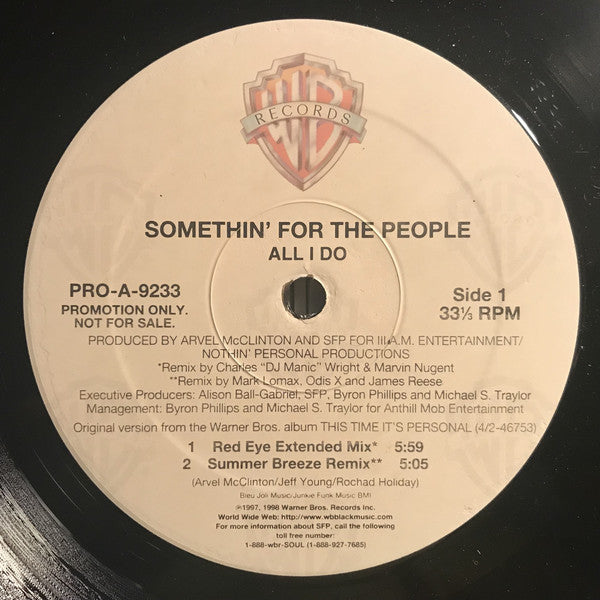 WB
RECORDS
SOMETHIN' FOR THE PEOPLE
ALL I DO
PRO-A-9233
PROMOTION ONLY.
NOT FOR SALE.
Side 1
33⅓ RPM
PRODUCED BY ARVEL McCLINTON AND SFP FOR III A.M. ENTERTAINMENT/
NOTHIN' PERSONAL PRODUCTIONS
*Remix by Charles "DJ Manic" Wright & Marvin Nugent
**Remix by Mark Lomax, Odis X and James Reese
Executive Producers: Alison Ball-Gabriel, SFP, Byron Phillips and Michael S. Traylor
Management: Byron Phillips and Michael S. Traylor for Anthill Mob Entertainment
Original version from the Warner Bros. album THIS TIME IT'S PERSONAL (4/2-46753)
1 Red Eye Extended Mix* 5:59
2 Summer Breeze Remix** 5:05
(Arvel McClinton/Jeff Young/Rochad Holiday)
Bleu Joli Music/Junkie Funk Music BMI
℗1997, 1998 Warner Bros. Records Inc.
World Wide Web: http://www.wbblackmusic.com
For more information about SFP, call the following
toll free number:
1-888-wbr-SOUL (1-888-927-7685)